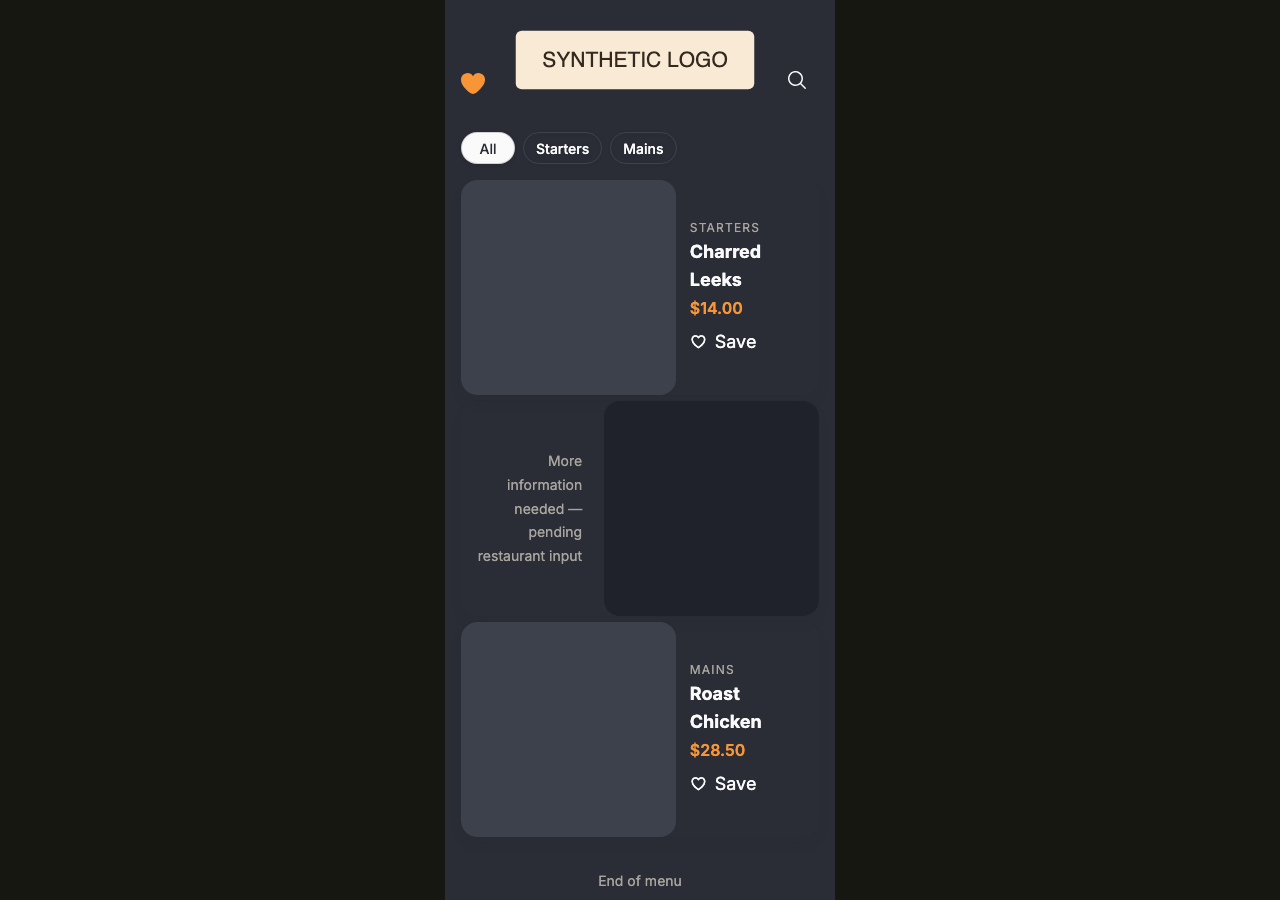 SYNTHETIC LOGO
All
Starters
Mains
STARTERS
Charred
Leeks
$14.00
Save
More
information
needed —
pending
restaurant input
MAINS
Roast
Chicken
$28.50
Save
End of menu